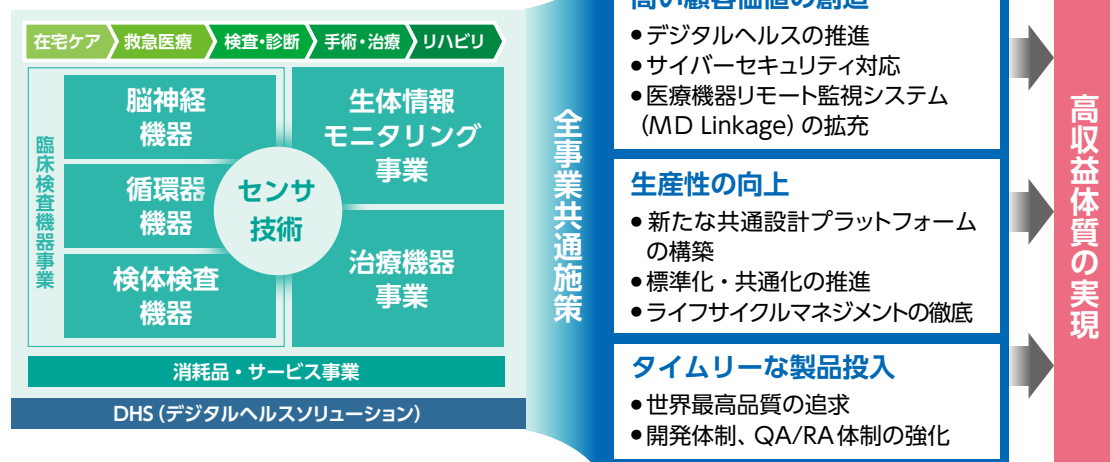 在宅ケア
救急医療
検査・診断
手術・治療
リハビリ
臨床検査機器事業
脳神経
機器
循環器
機器
検体検査
機器
センサ
技術
生体情報
モニタリング
事業
治療機器
事業
消耗品・サービス事業
DHS（デジタルヘルスソリューション）
全事業共通施策
高い顧客価値の創造
•デジタルヘルスの推進
•サイバーセキュリティ対応
•医療機器リモート監視システム
（MD Linkage）の拡充
生産性の向上
•新たな共通設計プラットフォーム
の構築
•標準化・共通化の推進
•ライフサイクルマネジメントの徹底
タイムリーな製品投入
•世界最高品質の追求
•開発体制、QA/RA体制の強化
高収益体質の実現